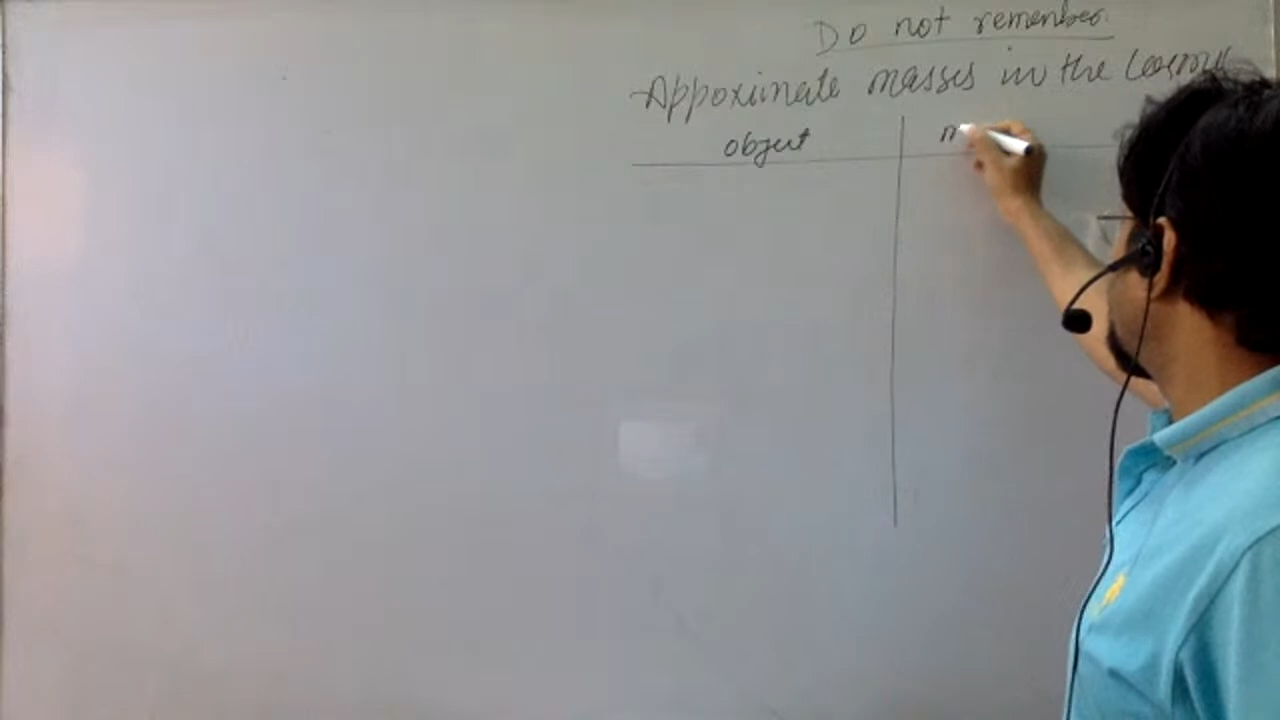 Do not remember.
Appoximate masses in the
object